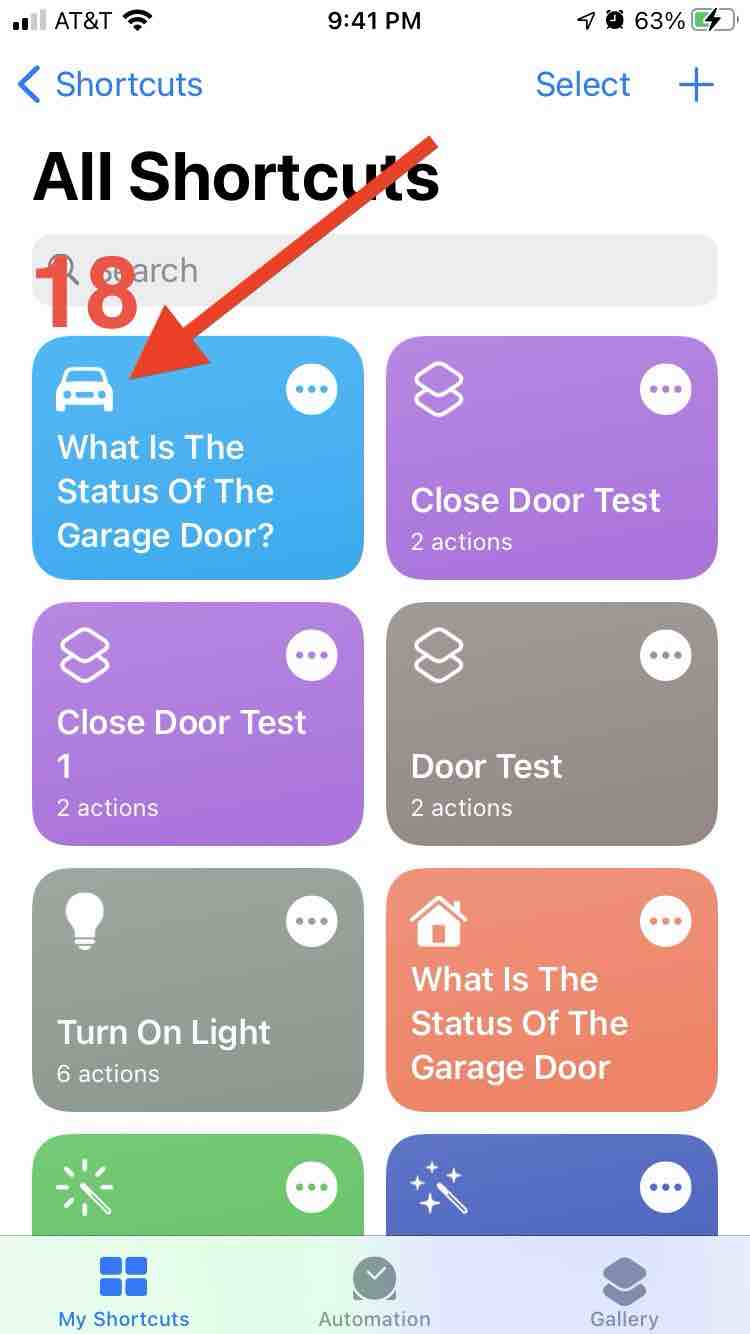 AT&T 9:41 PM 63%
Shortcuts Select +
All Shortcuts
18 Search
What Is The
Status Of The
Garage Door?
Close Door Test
2 actions
Close Door Test
1
2 actions
Door Test
2 actions
Turn On Light
6 actions
What Is The
Status Of The
Garage Door
My Shortcuts Automation Gallery